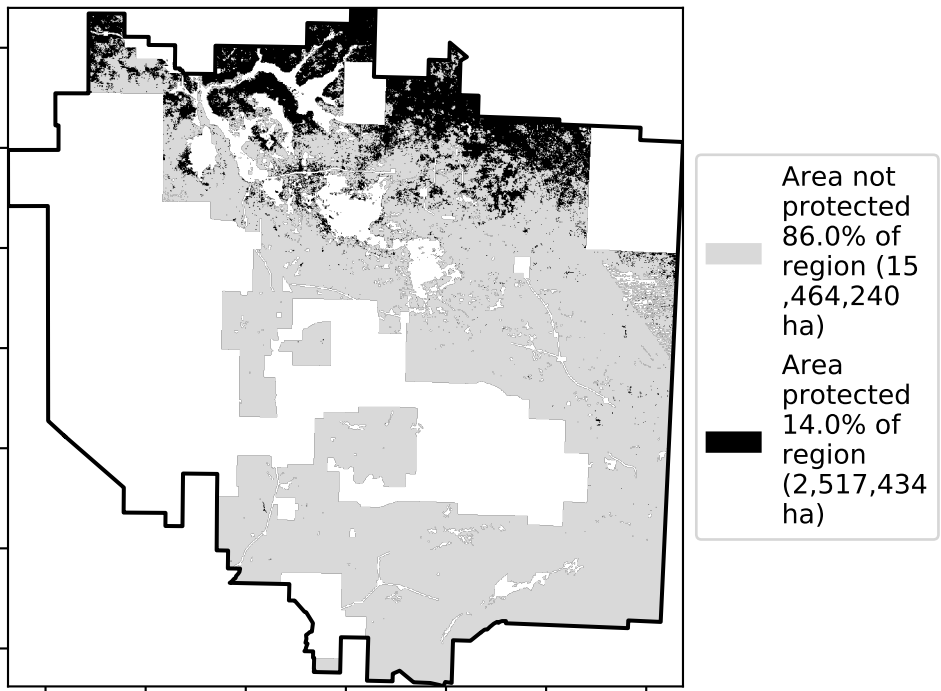 Area not
protected
86.0% of
region (15
,464,240
ha)
Area
protected
14.0% of
region
(2,517,434
ha)